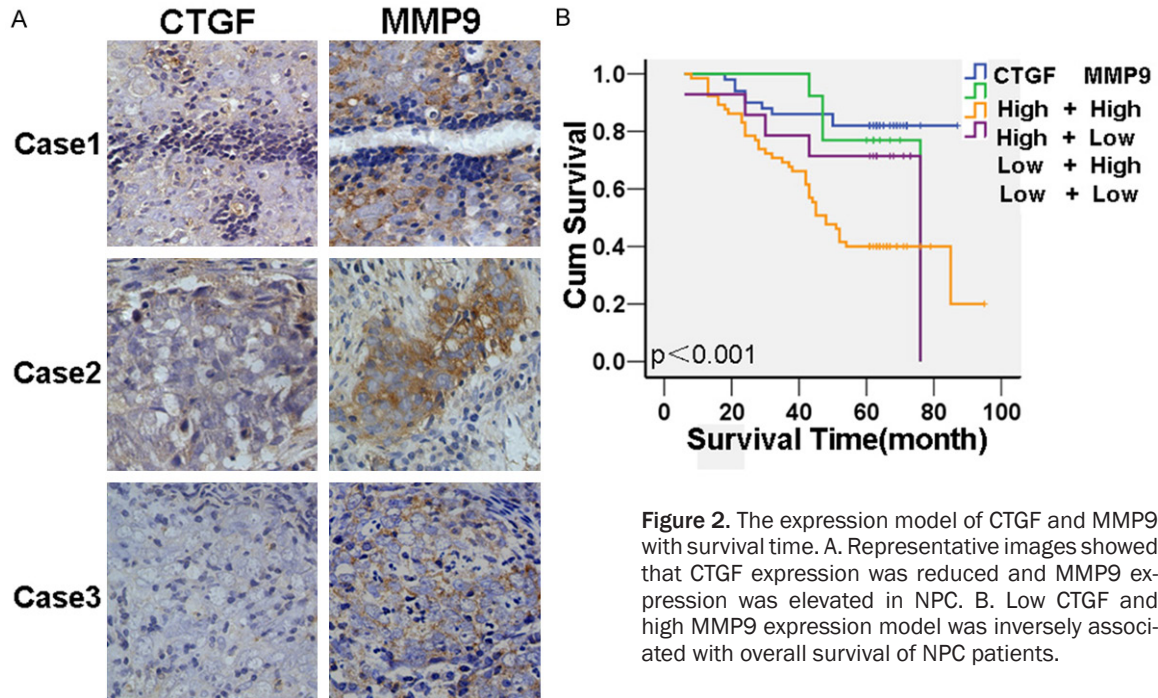 A
CTGF MMP9
Case1
Case2
Case3
B
CTGF MMP9
High + High
High + Low
Low + High
Low + Low
1.0
0.8
0.6
0.4
0.2
0.0
Cum Survival
p<0.001
0 20 40 60 80 100
Survival Time(month)
Figure 2. The expression model of CTGF and MMP9
with survival time. A. Representative images showed
that CTGF expression was reduced and MMP9 ex-
pression was elevated in NPC. B. Low CTGF and
high MMP9 expression model was inversely associ-
ated with overall survival of NPC patients.